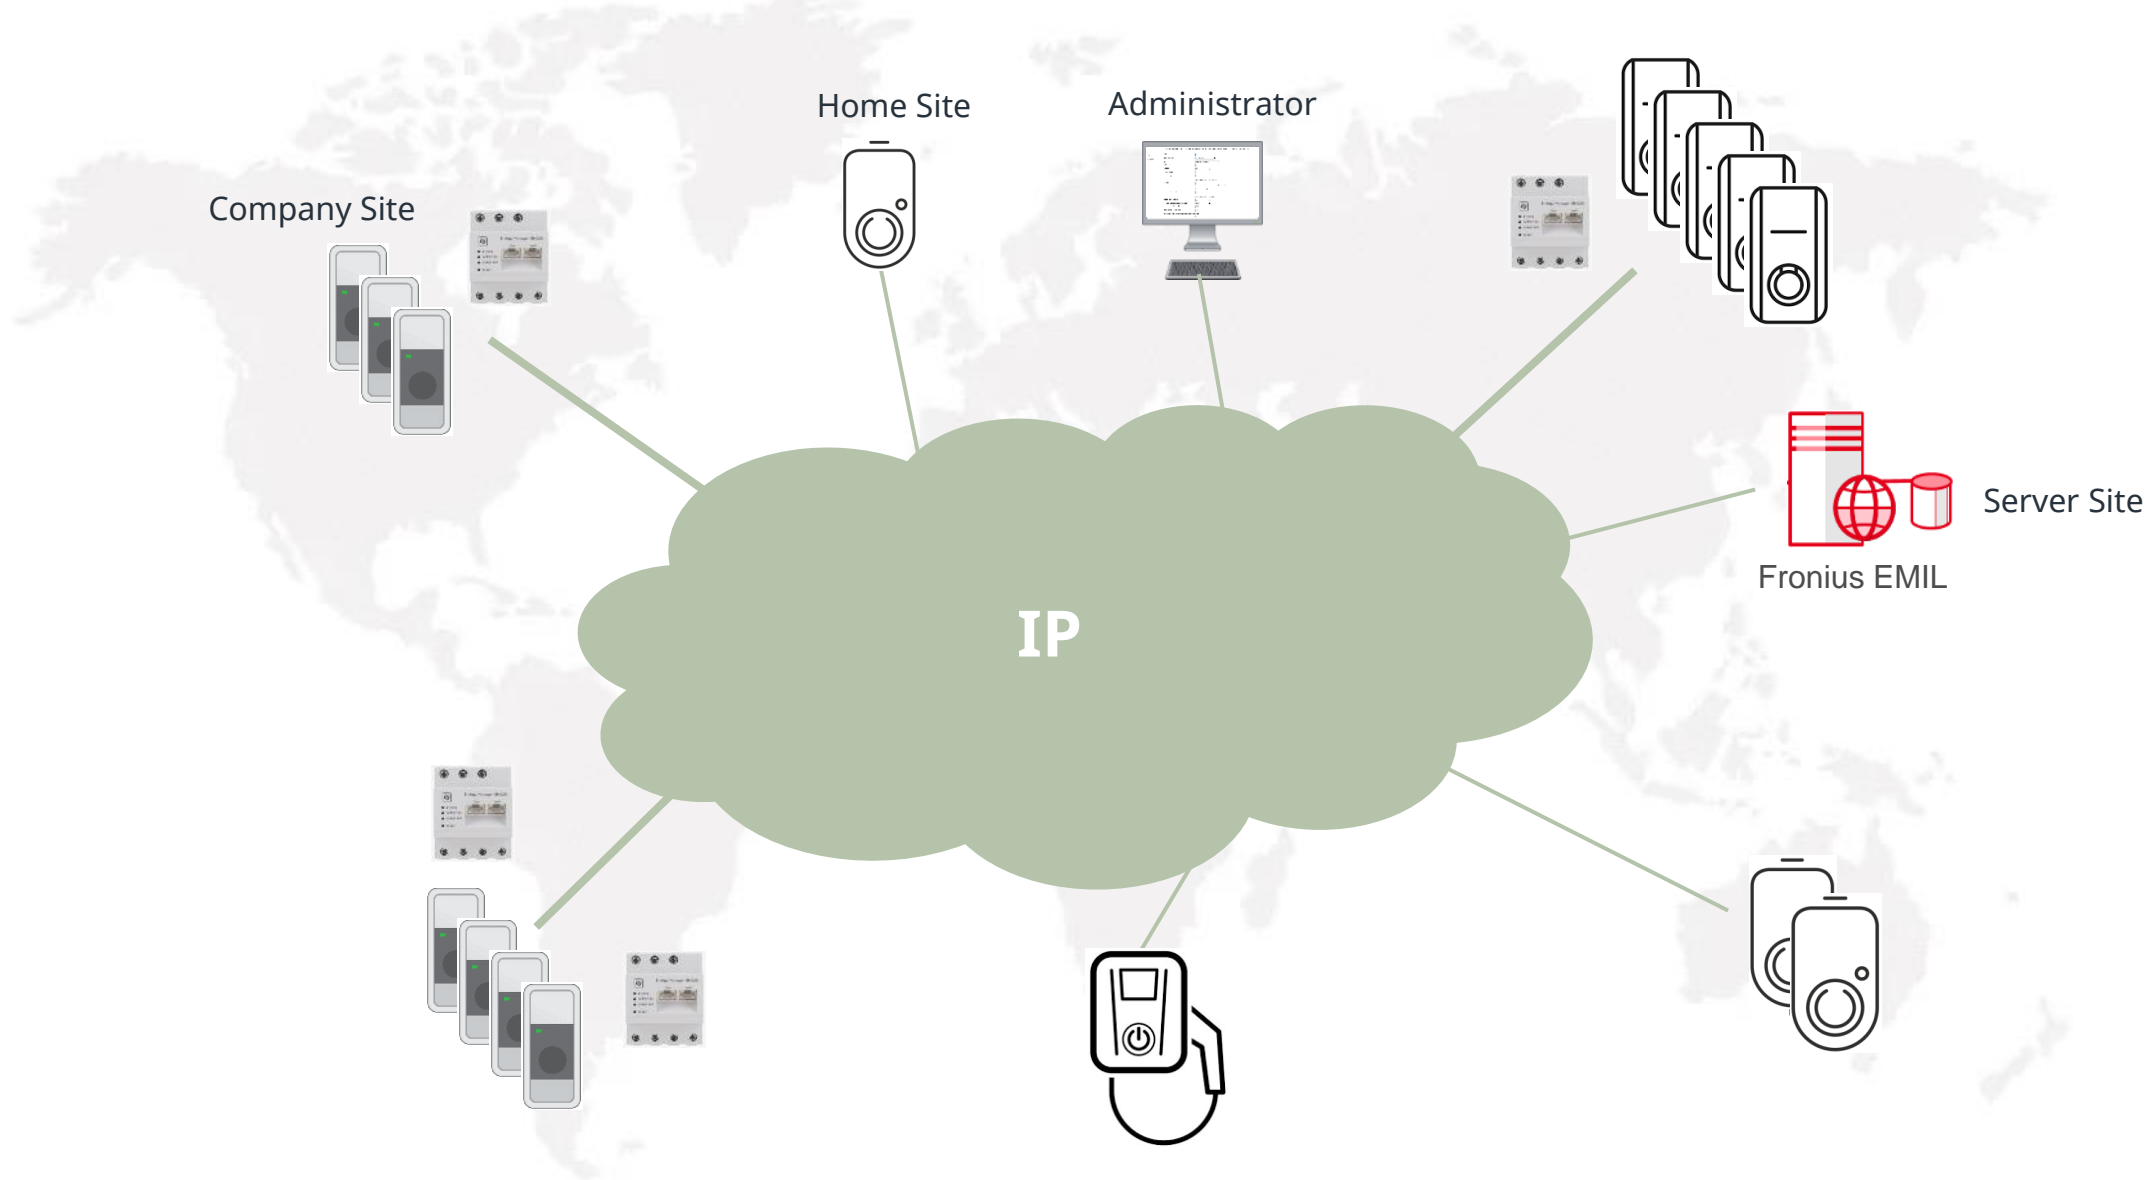 Home Site
Administrator
Company Site
Server Site
Fronius EMIL
IP